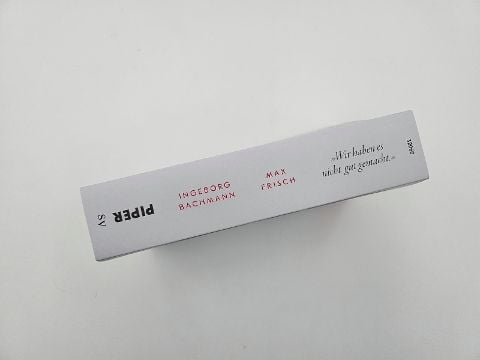 SV
PIPER
INGEBORG
BACHMANN
MAX
FRISCH
»Wir haben es
nicht gut gemacht.«